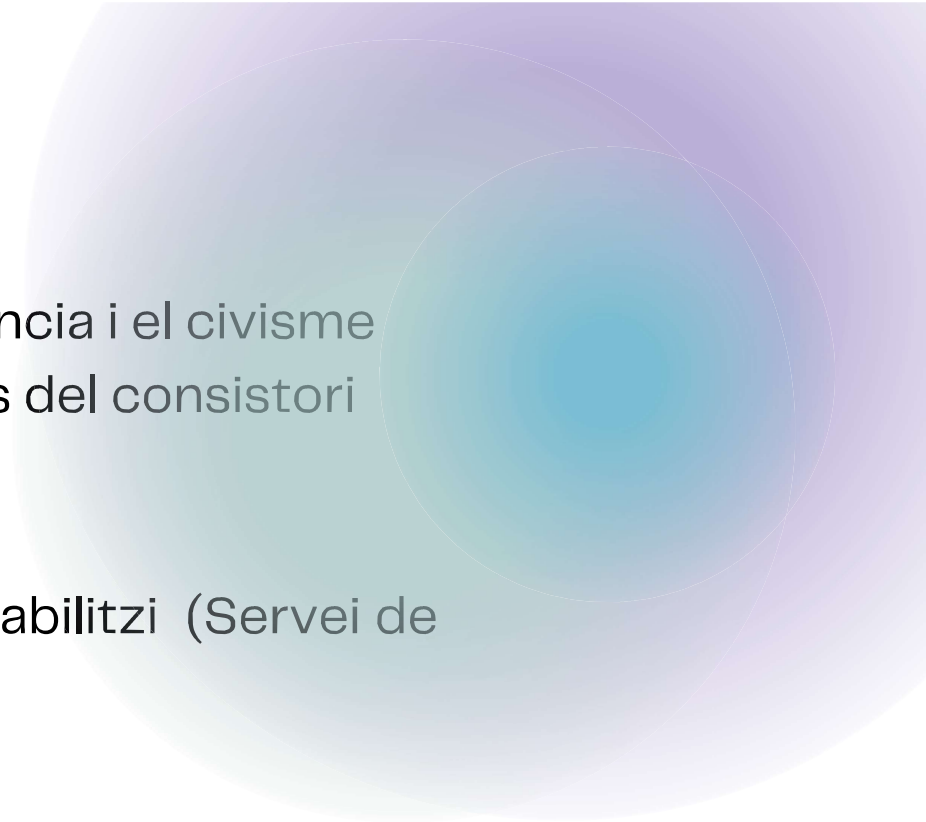 ncia i el civisme
s del consistori
abilitzi (Servei de